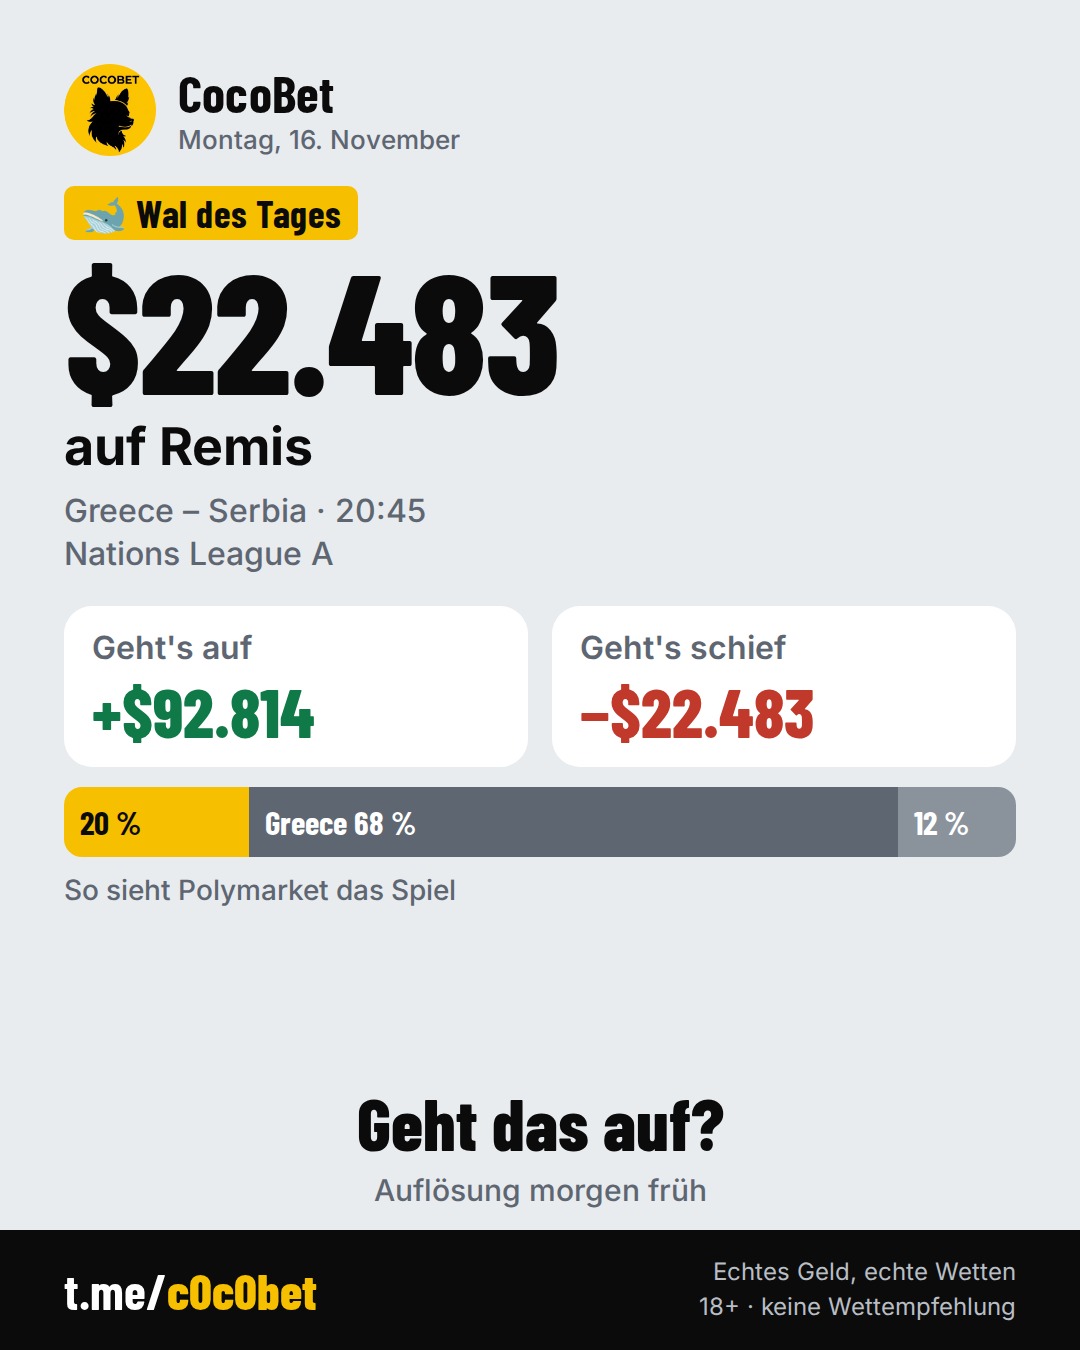 COCOBET
CocoBet
Montag, 16. November
🐳 Wal des Tages
$22.483
auf Remis
Greece – Serbia · 20:45
Nations League A
Geht's auf
+$92.814
Geht's schief
–$22.483
20 %
Greece 68 %
12 %
So sieht Polymarket das Spiel
Geht das auf?
Auflösung morgen früh
t.me/c0c0bet
Echtes Geld, echte Wetten
18+ · keine Wettempfehlung